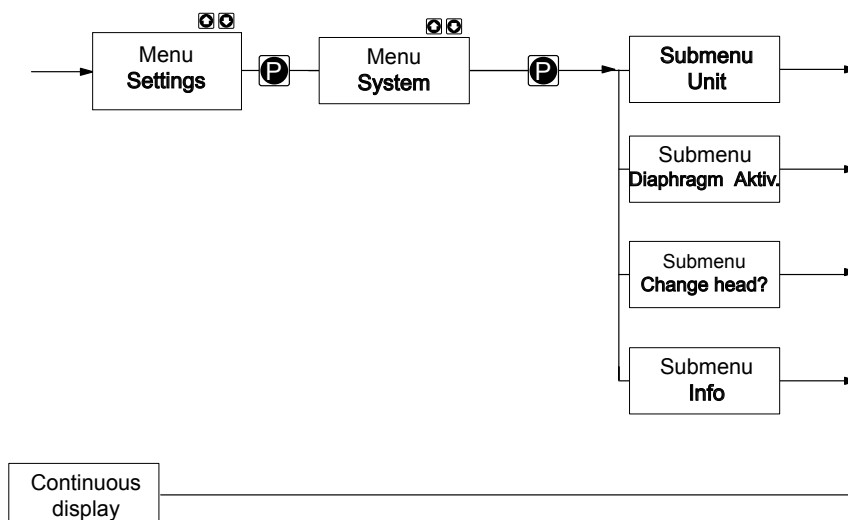 Menu
Settings
P
Menu
System
P
Submenu
Unit
Submenu
Diaphragm Aktiv.
Submenu
Change head?
Submenu
Info
Continuous
display